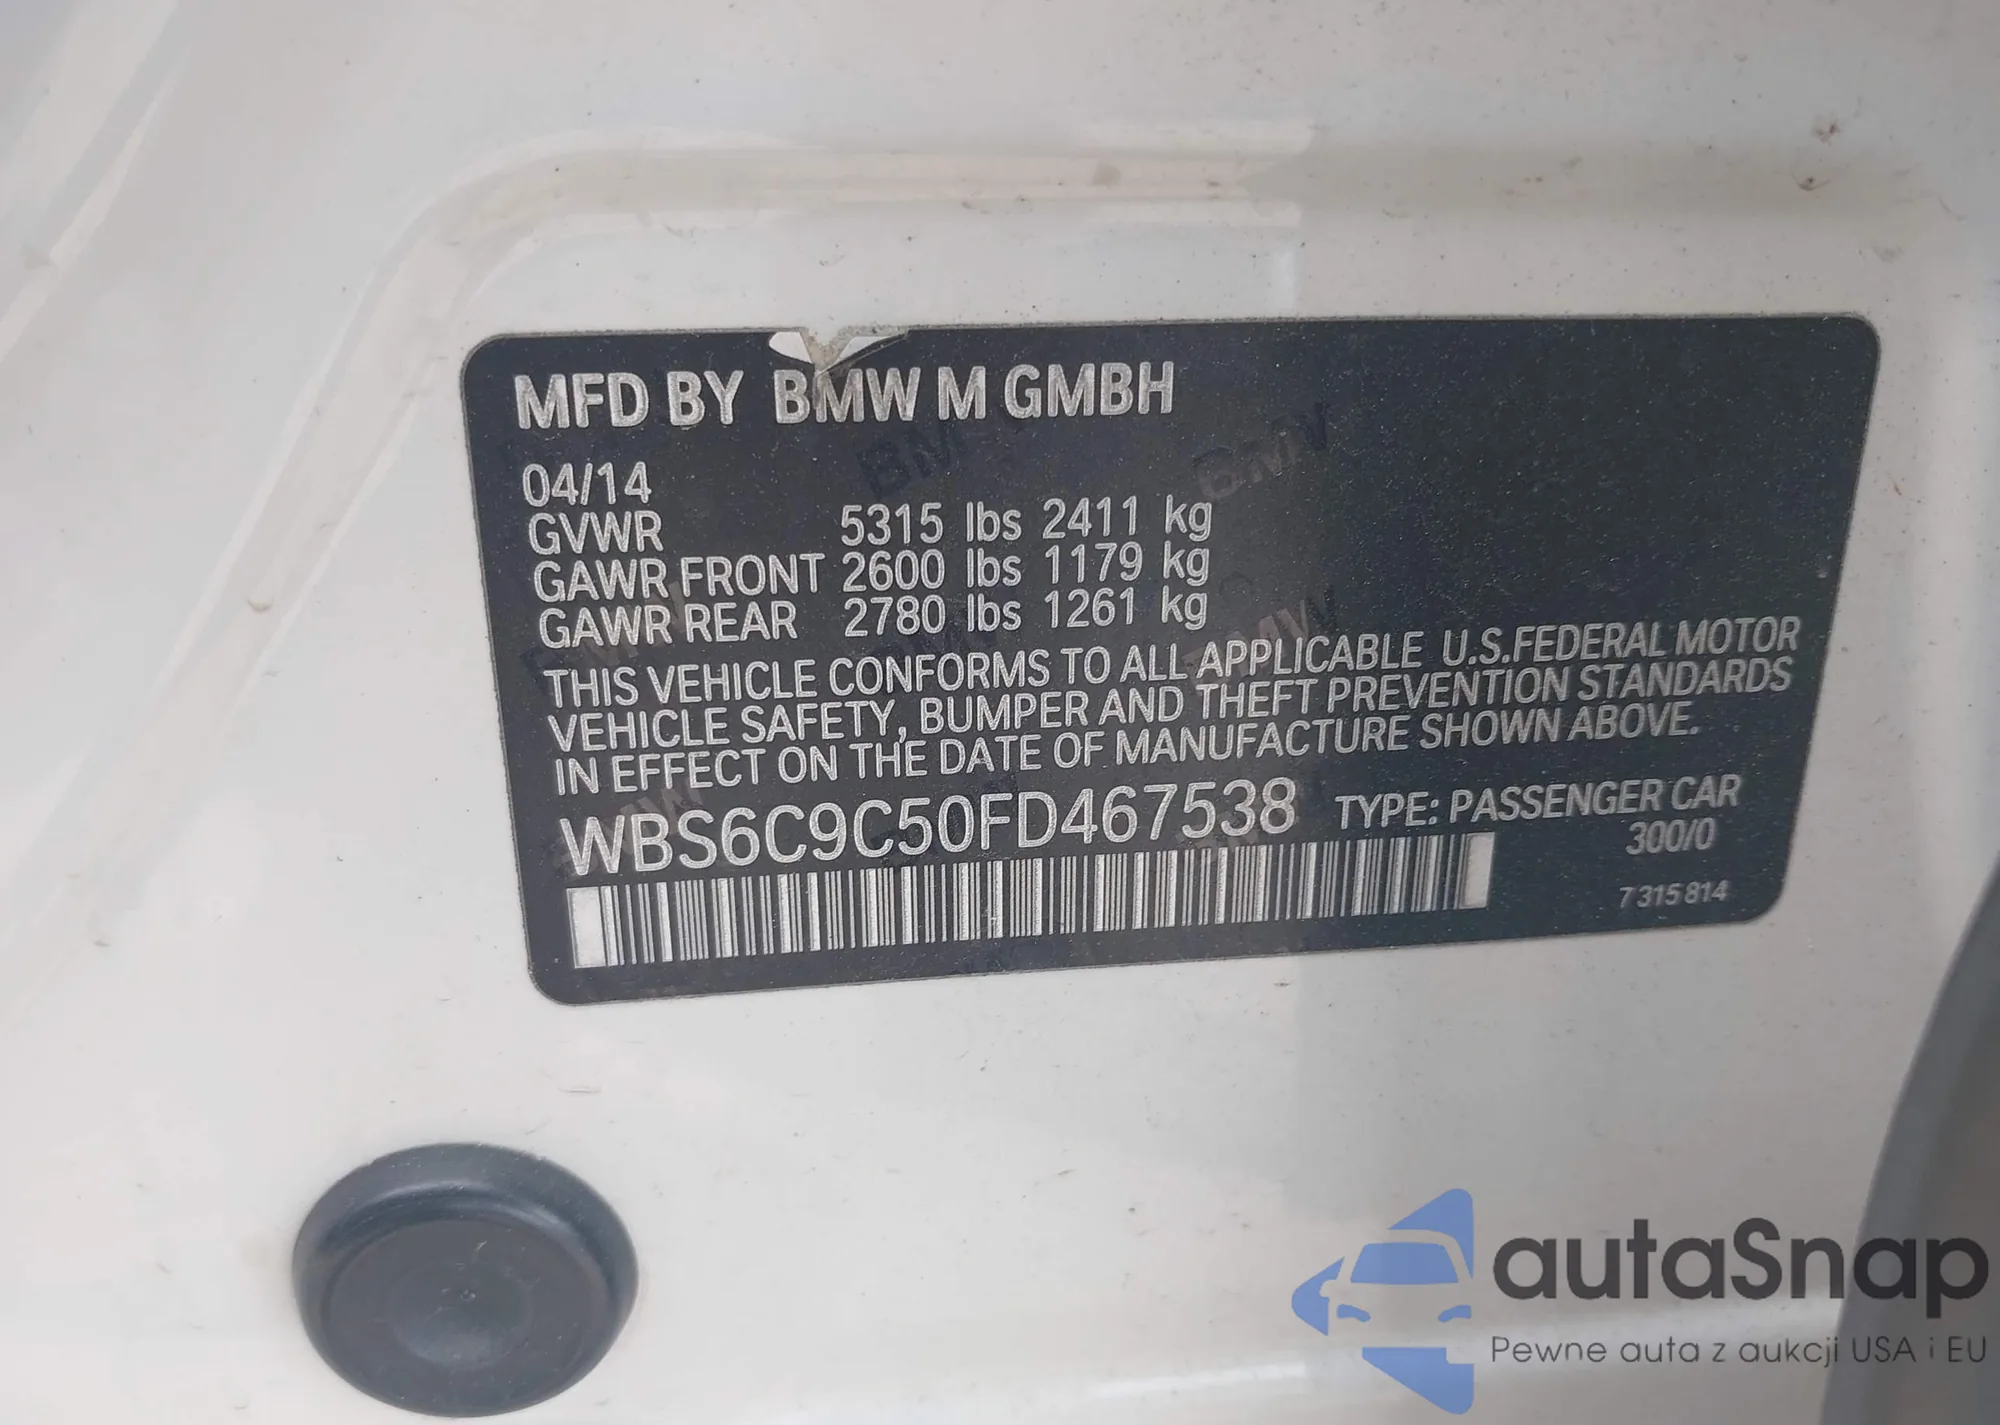 MFD BY BMW M GMBH
04/14
GVWR 5315 lbs 2411 kg
GAWR FRONT 2600 lbs 1179 kg
GAWR REAR 2780 lbs 1261 kg
THIS VEHICLE CONFORMS TO ALL APPLICABLE U.S.FEDERAL MOTOR
VEHICLE SAFETY, BUMPER AND THEFT PREVENTION STANDARDS
IN EFFECT ON THE DATE OF MANUFACTURE SHOWN ABOVE.
WBS6C9C50FD467538 TYPE: PASSENGER CAR
300/0
7 315 814
autaSnap
Pewne auta z aukcji USA i EU